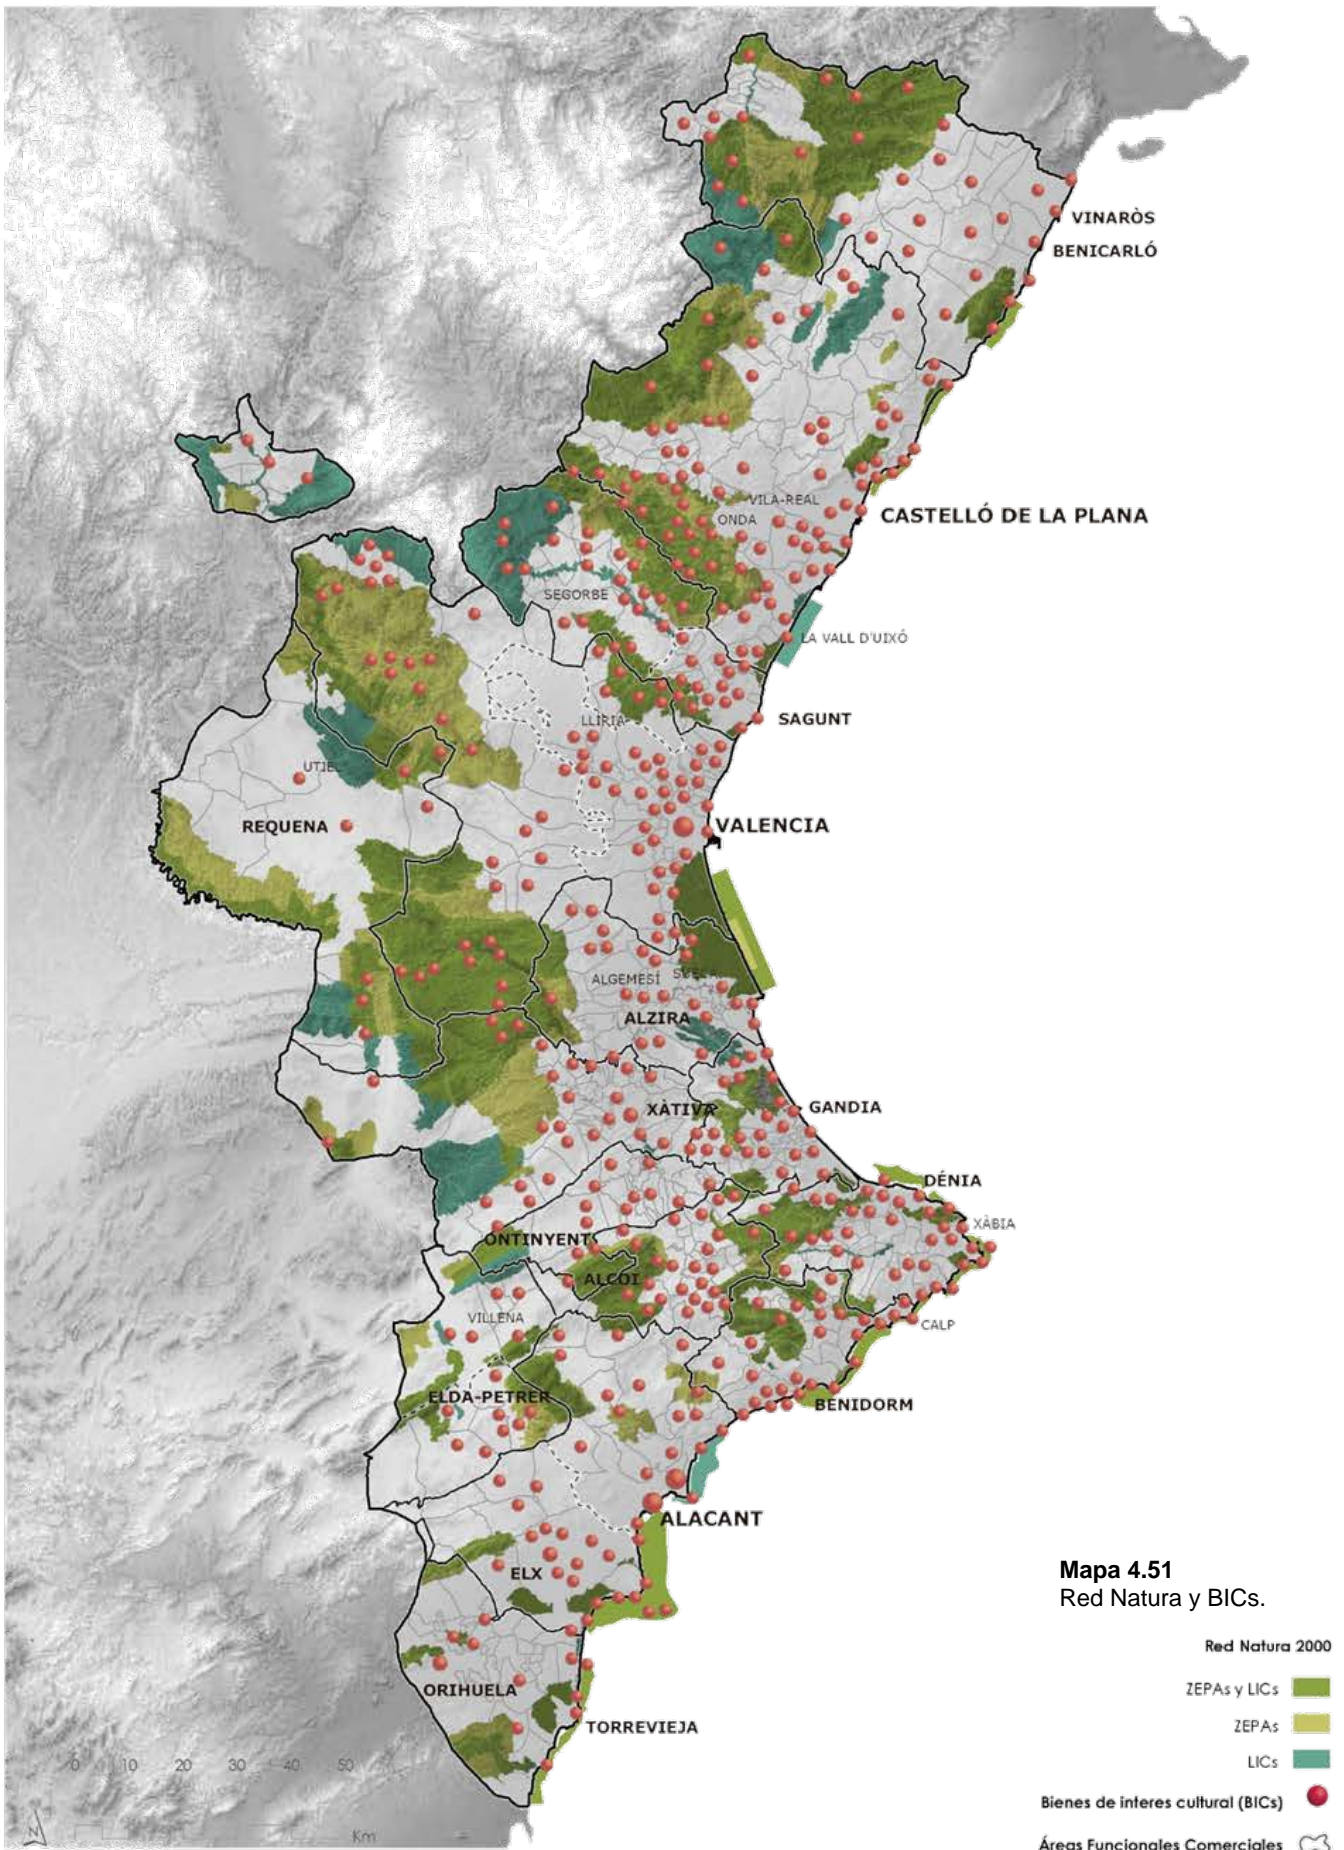 VINARÒS
BENICARLÓ
VILA-REAL
ONDA
CASTELLÓ DE LA PLANA
SEGORBE
LA VALL D'UIXÓ
LLIRIA
SAGUNT
UTIEL
REQUENA
VALENCIA
ALGEMESÍ
SUECA
ALZIRA
XÀTIVA
GANDIA
DÉNIA
XÀBIA
ONTINYENT
ALCOI
VILLENA
CALP
ELDA-PETRER
BENIDORM
ALACANT
ELX
ORIHUELA
TORREVIEJA
0 10 20 30 40 50
Km
N
Mapa 4.51
Red Natura y BICs.
Red Natura 2000
ZEPAs y LICs
ZEPAs
LICs
Bienes de interes cultural (BICs)
Áreas Funcionales Comerciales